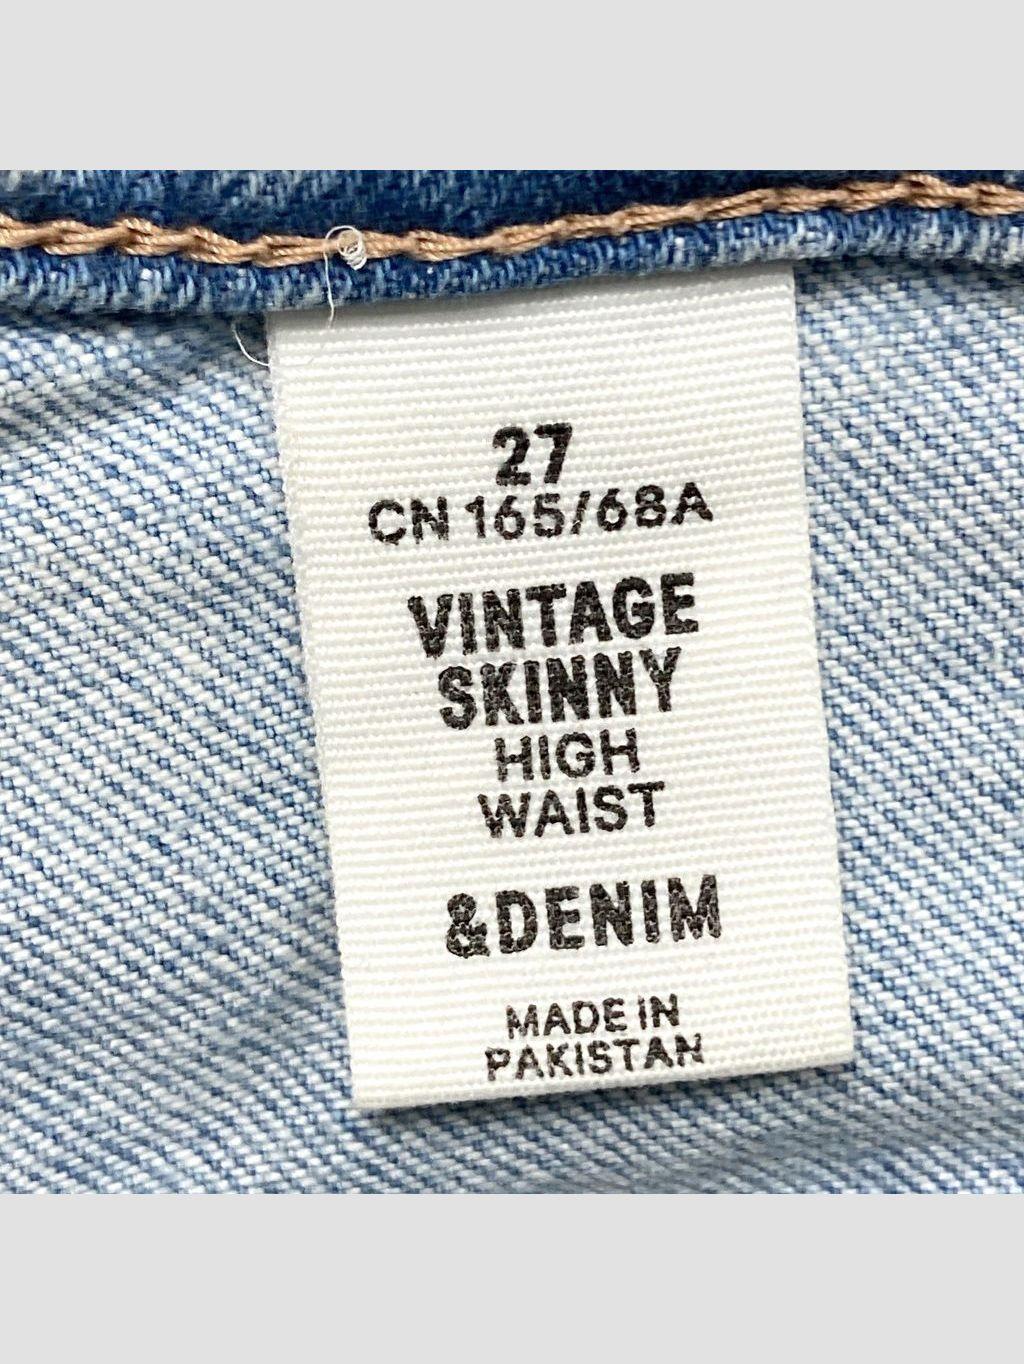 27
CN 165/68A
VINTAGE
SKINNY
HIGH
WAIST
&DENIM
MADE IN
PAKISTAN